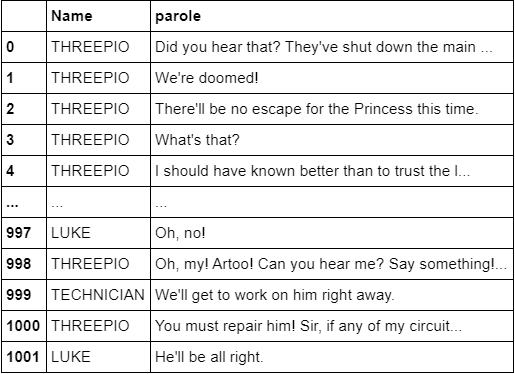 Name parole
0 THREEPIO Did you hear that? They've shut down the main ...
1 THREEPIO We're doomed!
2 THREEPIO There'll be no escape for the Princess this time.
3 THREEPIO What's that?
4 THREEPIO I should have known better than to trust the l...
... ... ...
997 LUKE Oh, no!
998 THREEPIO Oh, my! Artoo! Can you hear me? Say something!...
999 TECHNICIAN We'll get to work on him right away.
1000 THREEPIO You must repair him! Sir, if any of my circuit...
1001 LUKE He'll be all right.